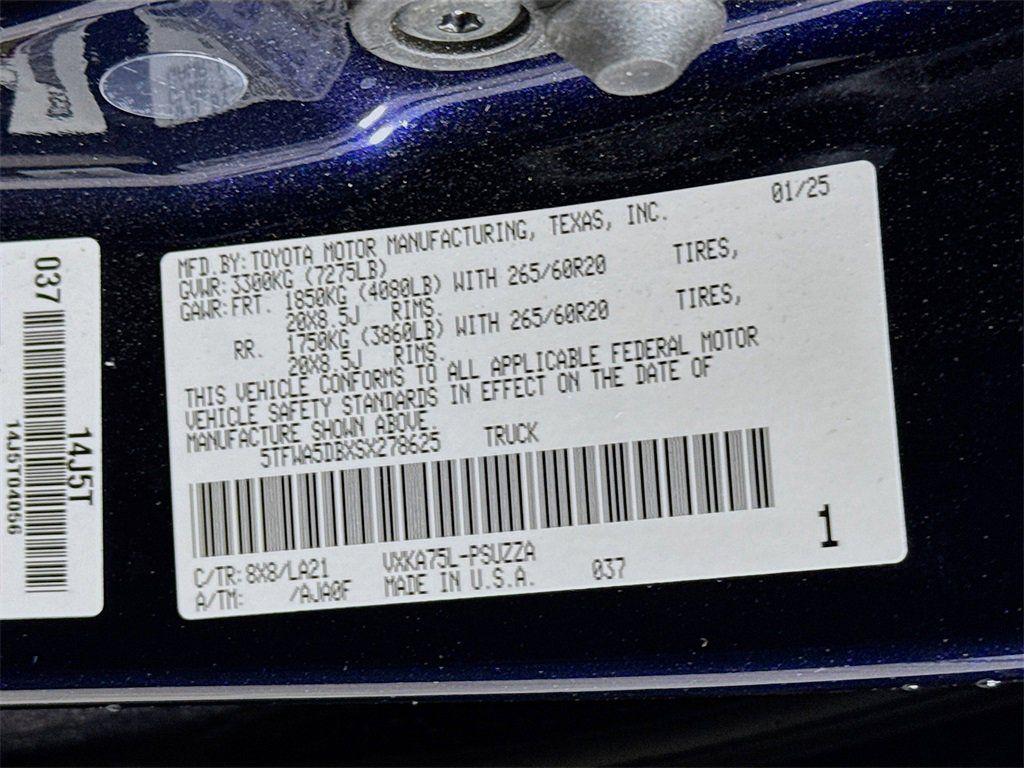 01/25
MFD. BY: TOYOTA MOTOR MANUFACTURING, TEXAS, INC.
GVWR: 3300KG (7275LB)
GAWR: FRT. 1850KG (4080LB) WITH 265/60R20 TIRES,
20X8.5J RIMS.
RR. 1750KG (3860LB) WITH 265/60R20 TIRES,
20X8.5J RIMS.
THIS VEHICLE CONFORMS TO ALL APPLICABLE FEDERAL MOTOR
VEHICLE SAFETY STANDARDS IN EFFECT ON THE DATE OF
MANUFACTURE SHOWN ABOVE.
5TFWA5DBXSX278625 TRUCK
C/TR: 8X8/LA21 VXKA75L-PSUZZA
A/TM: /AJA0F MADE IN U.S.A. 037
1
037
14J5T
14J5T04056